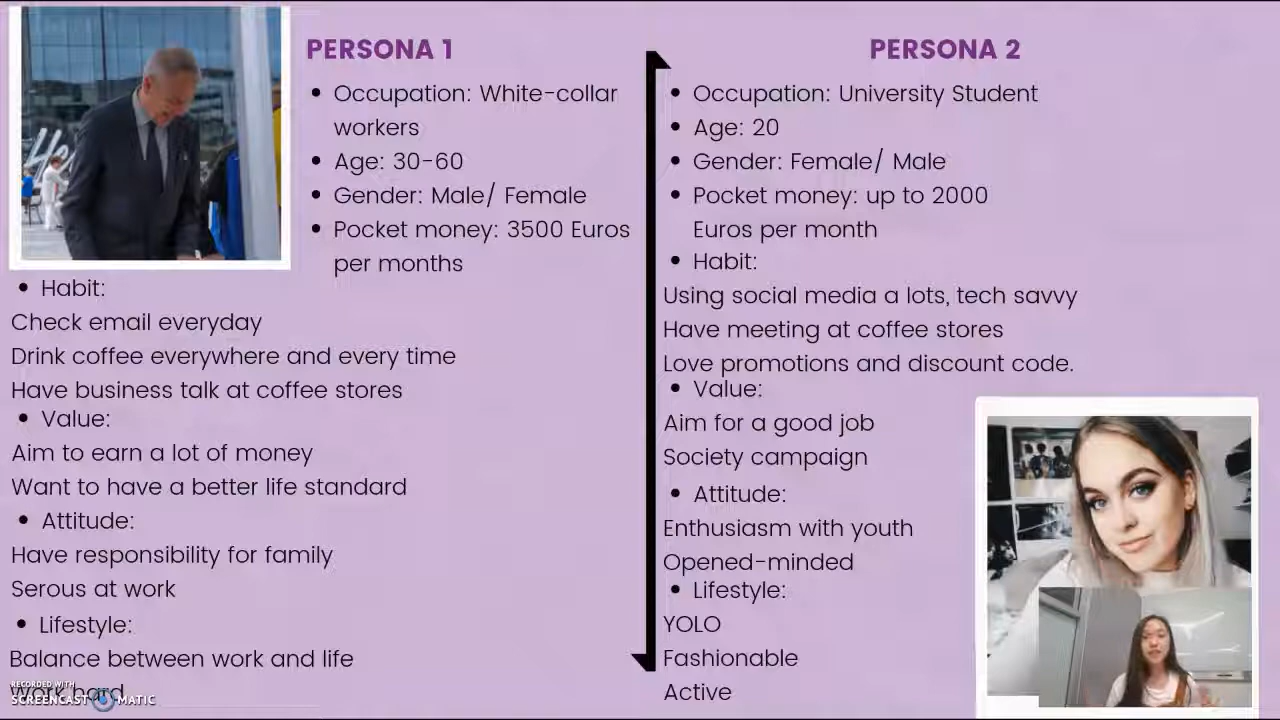 PERSONA 1
Occupation: White-collar
workers
Age: 30-60
Gender: Male/ Female
Pocket money: 3500 Euros
per months
Habit:
Check email everyday
Drink coffee everywhere and every time
Have business talk at coffee stores
Value:
Aim to earn a lot of money
Want to have a better life standard
Attitude:
Have responsibility for family
Serous at work
Lifestyle:
Balance between work and life
Work hard
RECORDED WITH
SCREENCAST-O-MATIC
PERSONA 2
Occupation: University Student
Age: 20
Gender: Female/ Male
Pocket money: up to 2000
Euros per month
Habit:
Using social media a lots, tech savvy
Have meeting at coffee stores
Love promotions and discount code.
Value:
Aim for a good job
Society campaign
Attitude:
Enthusiasm with youth
Opened-minded
Lifestyle:
YOLO
Fashionable
Active